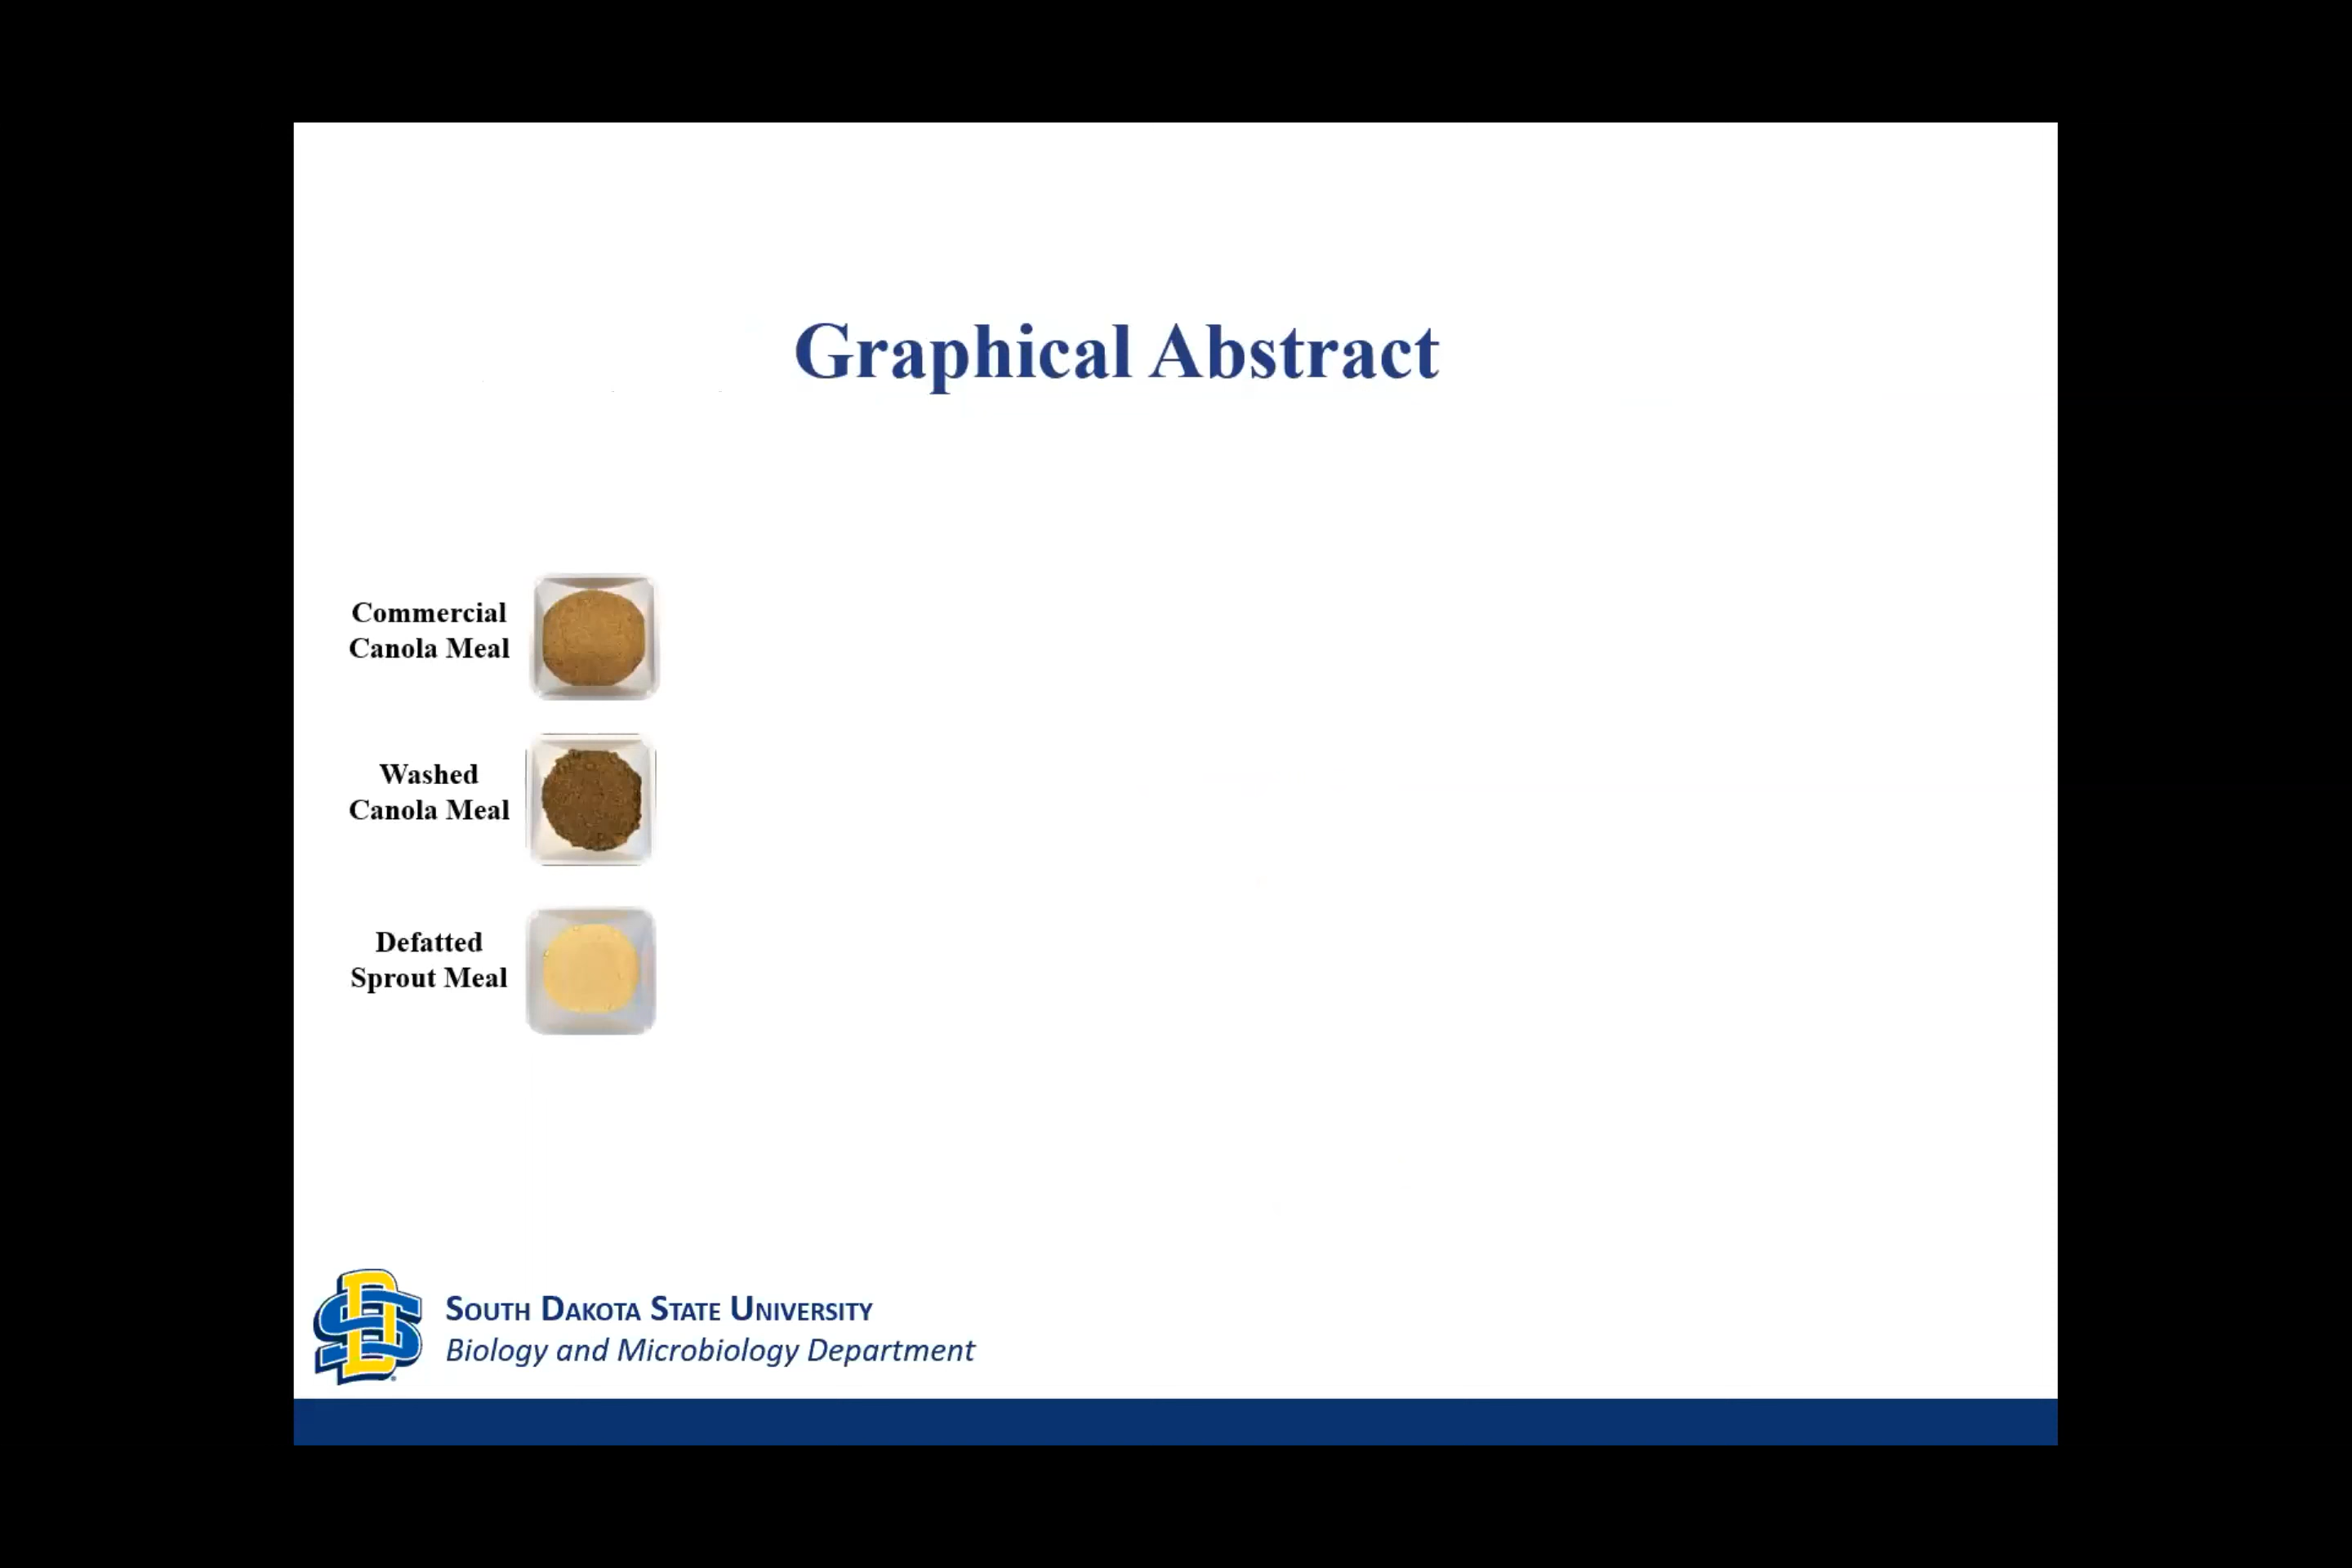 Graphical Abstract
Commercial
Canola Meal
Washed
Canola Meal
Defatted
Sprout Meal
South Dakota State University
Biology and Microbiology Department